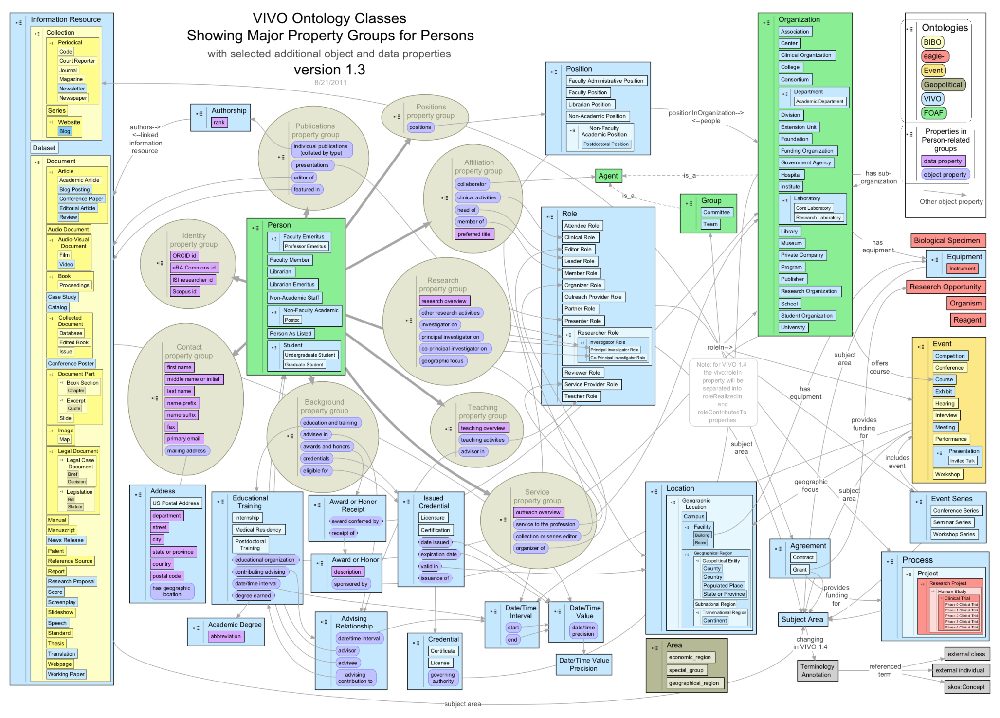 VIVO Ontology Classes
Showing Major Property Groups for Persons
with selected additional object and data properties
version 1.3
8/21/2011
Information Resource
Collection
Periodical
Code
Court Reporter
Journal
Magazine
Newsletter
Newspaper
Series
Website
Blog
Dataset
Document
Article
Academic Article
Blog Posting
Conference Paper
Editorial Article
Review
Audio Document
Audio-Visual
Document
Film
Video
Book
Proceedings
Case Study
Catalog
Collected
Document
Database
Edited Book
Issue
Conference Poster
Document Part
Book Section
Chapter
Excerpt
Quote
Slide
Image
Map
Legal Document
Legal Case
Document
Brief
Decision
Legislation
Bill
Statute
Manual
Manuscript
News Release
Patent
Reference Source
Report
Research Proposal
Score
Screenplay
Slideshow
Speech
Standard
Thesis
Translation
Webpage
Working Paper
authors-->
<--linked
information
resource
Authorship
rank
Publications
property group
individual publications
(collated by type)
presentations
editor of
featured in
Positions
property group
positions
Affiliation
property group
collaborator
clinical activities
head of
member of
preferred title
Identity
property group
ORCID id
eRA Commons id
ISI researcher id
Scopus id
Person
Faculty Emeritus
Professor Emeritus
Faculty Member
Librarian
Librarian Emeritus
Non-Academic Staff
Non-Faculty Academic
Postoc
Person As Listed
Student
Undergraduate Student
Graduate Student
Research
property group
research overview
other research activities
investigator on
principal investigator on
co-principal investigator on
geographic focus
Contact
property group
first name
middle name or initial
last name
name prefix
name suffix
fax
primary email
mailing address
Background
property group
education and training
advisee in
awards and honors
credentials
eligible for
Teaching
property group
teaching overview
teaching activities
advisor in
Service
property group
outreach overview
service to the profession
collection or series editor
organizer of
Address
US Postal Address
department
street
city
state or province
country
postal code
has geographic
location
Educational
Training
Internship
Medical Residency
Postdoctoral
Training
educational organization
contributing advising
date/time interval
degree earned
Academic Degree
abbreviation
Award or Honor
Receipt
award conferred by
receipt of
Award or Honor
description
sponsored by
Advising
Relationship
date/time interval
advisor
advisee
advising
contribution to
Issued
Credential
Licensure
Certification
date issued
expiration date
valid in
issuance of
Credential
Certificate
License
governing
authority
Date/Time
Interval
start
end
Date/Time
Value
date/time
precision
Date/Time Value
Precision
Position
Faculty Administrative Position
Faculty Position
Librarian Position
Non-Academic Position
Non-Faculty
Academic Position
Postdoctoral Position
positionInOrganization-->
<--people
Agent
is_a
is_a
Group
Committee
Team
Role
Attendee Role
Clinical Role
Editor Role
Leader Role
Member Role
Organizer Role
Outreach Provider Role
Partner Role
Presenter Role
Researcher Role
Investigator Role
Principal Investigator Role
Co-Principal Investigator Role
Reviewer Role
Service Provider Role
Teacher Role
roleIn-->
Note: for VIVO 1.4
the vivo:roleIn
property will be
separated into
roleRealizedIn
and
roleContributesTo
properties
Organization
Association
Center
Clinical Organization
College
Consortium
Department
Academic Department
Division
Extension Unit
Foundation
Funding Organization
Government Agency
Hospital
Institute
Laboratory
Core Laboratory
Research Laboratory
Library
Museum
Private Company
Program
Publisher
Research Organization
School
Student Organization
University
has sub-
organization
has
equipment
subject
area
offers
course
has
equipment
provides
funding
for
subject
area
includes
event
geographic
focus
subject
area
provides
funding
for
Ontologies
BIBO
eagle-i
Event
Geopolitical
VIVO
FOAF
Properties in
Person-related
groups
data property
object property
Other object property
Biological Specimen
Equipment
Instrument
Research Opportunity
Organism
Reagent
Event
Competition
Conference
Course
Exhibit
Hearing
Interview
Meeting
Performance
Presentation
Invited Talk
Workshop
Event Series
Conference Series
Seminar Series
Workshop Series
Process
Project
Research Project
Human Study
Clinical Trial
Phase 0 Clinical Trial
Phase 1 Clinical Trial
Phase 2 Clinical Trial
Phase 3 Clinical Trial
Phase 4 Clinical Trial
Location
Geographic
Location
Campus
Facility
Building
Room
Geographical Region
Geopolitical Entity
County
Country
Populated Place
State or Province
Subnational Region
Transnational Region
Continent
Area
economic_region
special_group
geographical_region
Agreement
Contract
Grant
Subject Area
changing
in VIVO 1.4
Terminology
Annotation
referenced
term
external class
external individual
skos:Concept
subject area